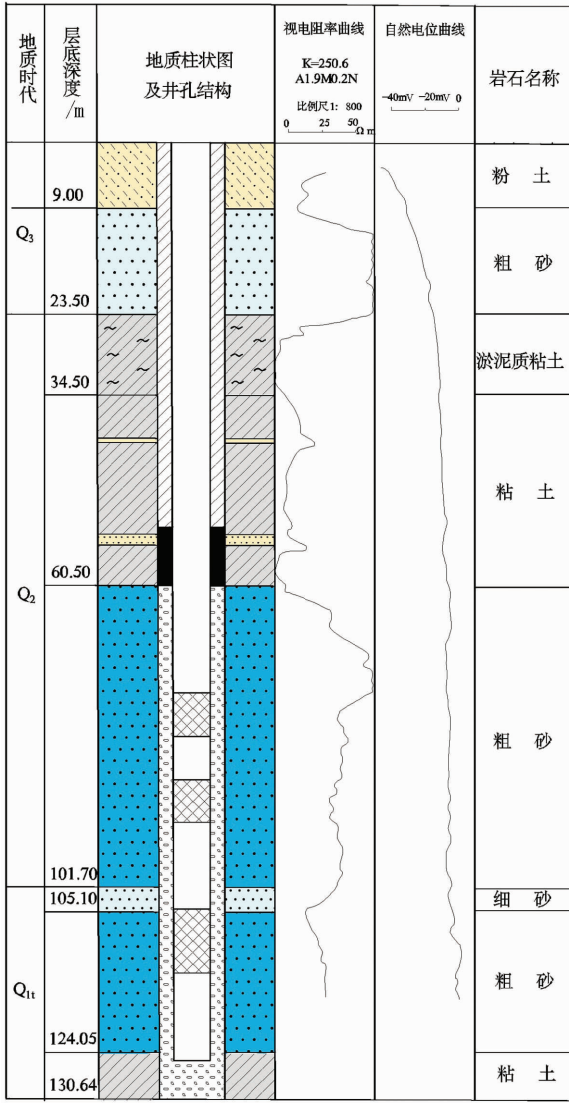 地质时代
层底深度/m
地质柱状图
及井孔结构
视电阻率曲线
K=250.6
A1.9M0.2N
比例尺1: 800
0 25 50 Ωm
自然电位曲线
-40mV -20mV 0
岩石名称
9.00
粉 土
Q3
23.50
粗 砂
34.50
淤泥质粘土
60.50
粘 土
Q2
101.70
粗 砂
105.10
细 砂
Q1t
124.05
粗 砂
130.64
粘 土